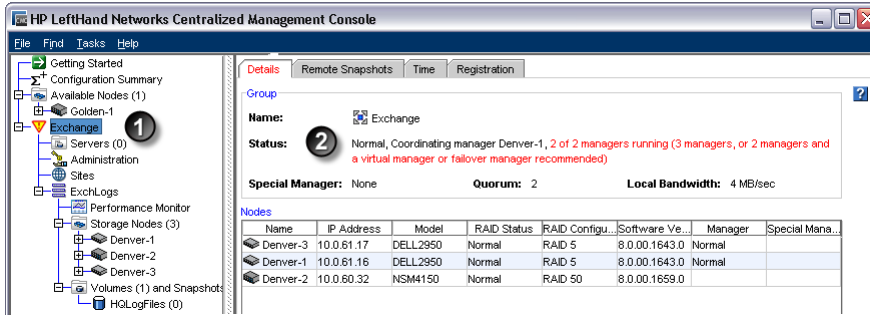 CMC HP LeftHand Networks Centralized Management Console
File Find Tasks Help
Getting Started
Configuration Summary
Available Nodes (1)
Golden-1
Exchange 1
Servers (0)
Administration
Sites
ExchLogs
Performance Monitor
Storage Nodes (3)
Denver-1
Denver-2
Denver-3
Volumes (1) and Snapshots
HQLogFiles (0)
Details Remote Snapshots Time Registration
Group
?
Name: Exchange
Status: 2 Normal, Coordinating manager Denver-1, 2 of 2 managers running (3 managers, or 2 managers and
a virtual manager or failover manager recommended)
Special Manager: None Quorum: 2 Local Bandwidth: 4 MB/sec
Nodes
Name IP Address Model RAID Status RAID Configu... Software Ve... Manager Special Mana...
Denver-3 10.0.61.17 DELL2950 Normal RAID 5 8.0.00.1643.0 Normal
Denver-1 10.0.61.16 DELL2950 Normal RAID 5 8.0.00.1643.0 Normal
Denver-2 10.0.60.32 NSM4150 Normal RAID 50 8.0.00.1659.0